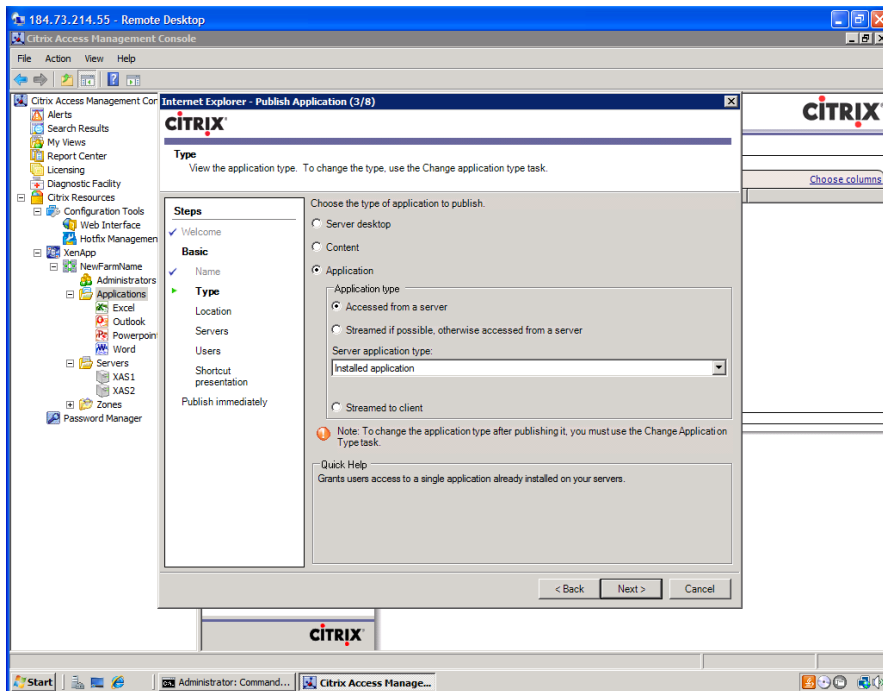 184.73.214.55 - Remote Desktop
Citrix Access Management Console
File Action View Help
Citrix Access Management Con
Alerts
Search Results
My Views
Report Center
Licensing
Diagnostic Facility
Citrix Resources
Configuration Tools
Web Interface
Hotfix Managemen
XenApp
NewFarmName
Administrators
Applications
Excel
Outlook
Powerpoin
Word
Servers
XAS1
XAS2
Zones
Password Manager
Internet Explorer - Publish Application (3/8)
CITRIX
Type
View the application type. To change the type, use the Change application type task.
Steps
Welcome
Basic
Name
Type
Location
Servers
Users
Shortcut
presentation
Publish immediately
Choose the type of application to publish.
Server desktop
Content
Application
Application type
Accessed from a server
Streamed if possible, otherwise accessed from a server
Server application type:
Installed application
Streamed to client
Note: To change the application type after publishing it, you must use the Change Application
Type task.
Quick Help
Grants users access to a single application already installed on your servers.
< Back Next > Cancel
CITRIX
Choose columns
CITRIX
Start Administrator: Command... Citrix Access Manage...